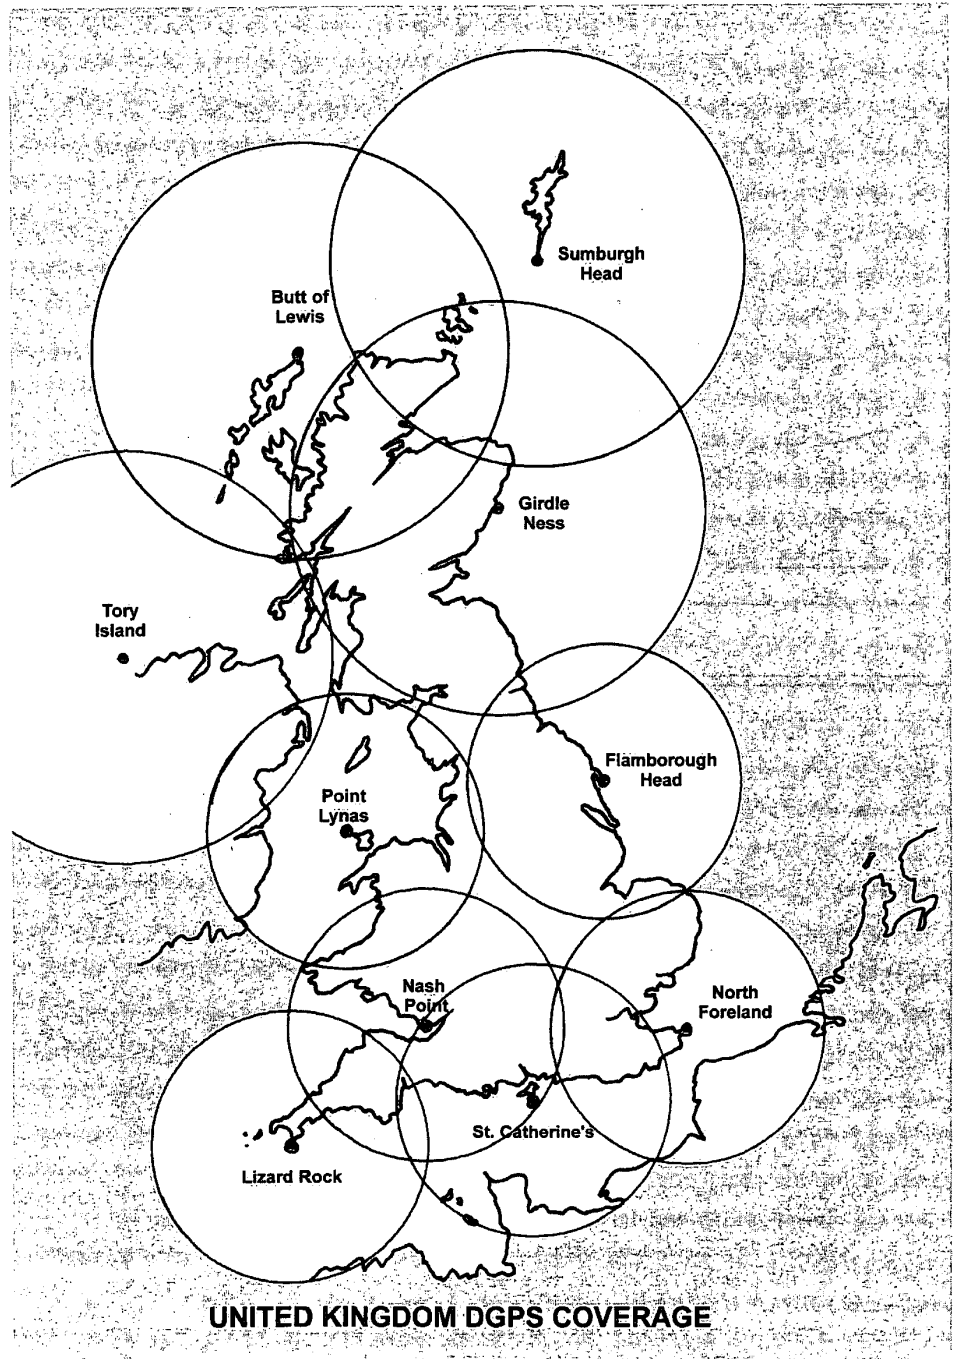 Sumburgh
Head
Butt of
Lewis
Girdle
Ness
Tory
Island
Flamborough
Head
Point
Lynas
Nash
Point
North
Foreland
St. Catherine's
Lizard Rock
UNITED KINGDOM DGPS COVERAGE